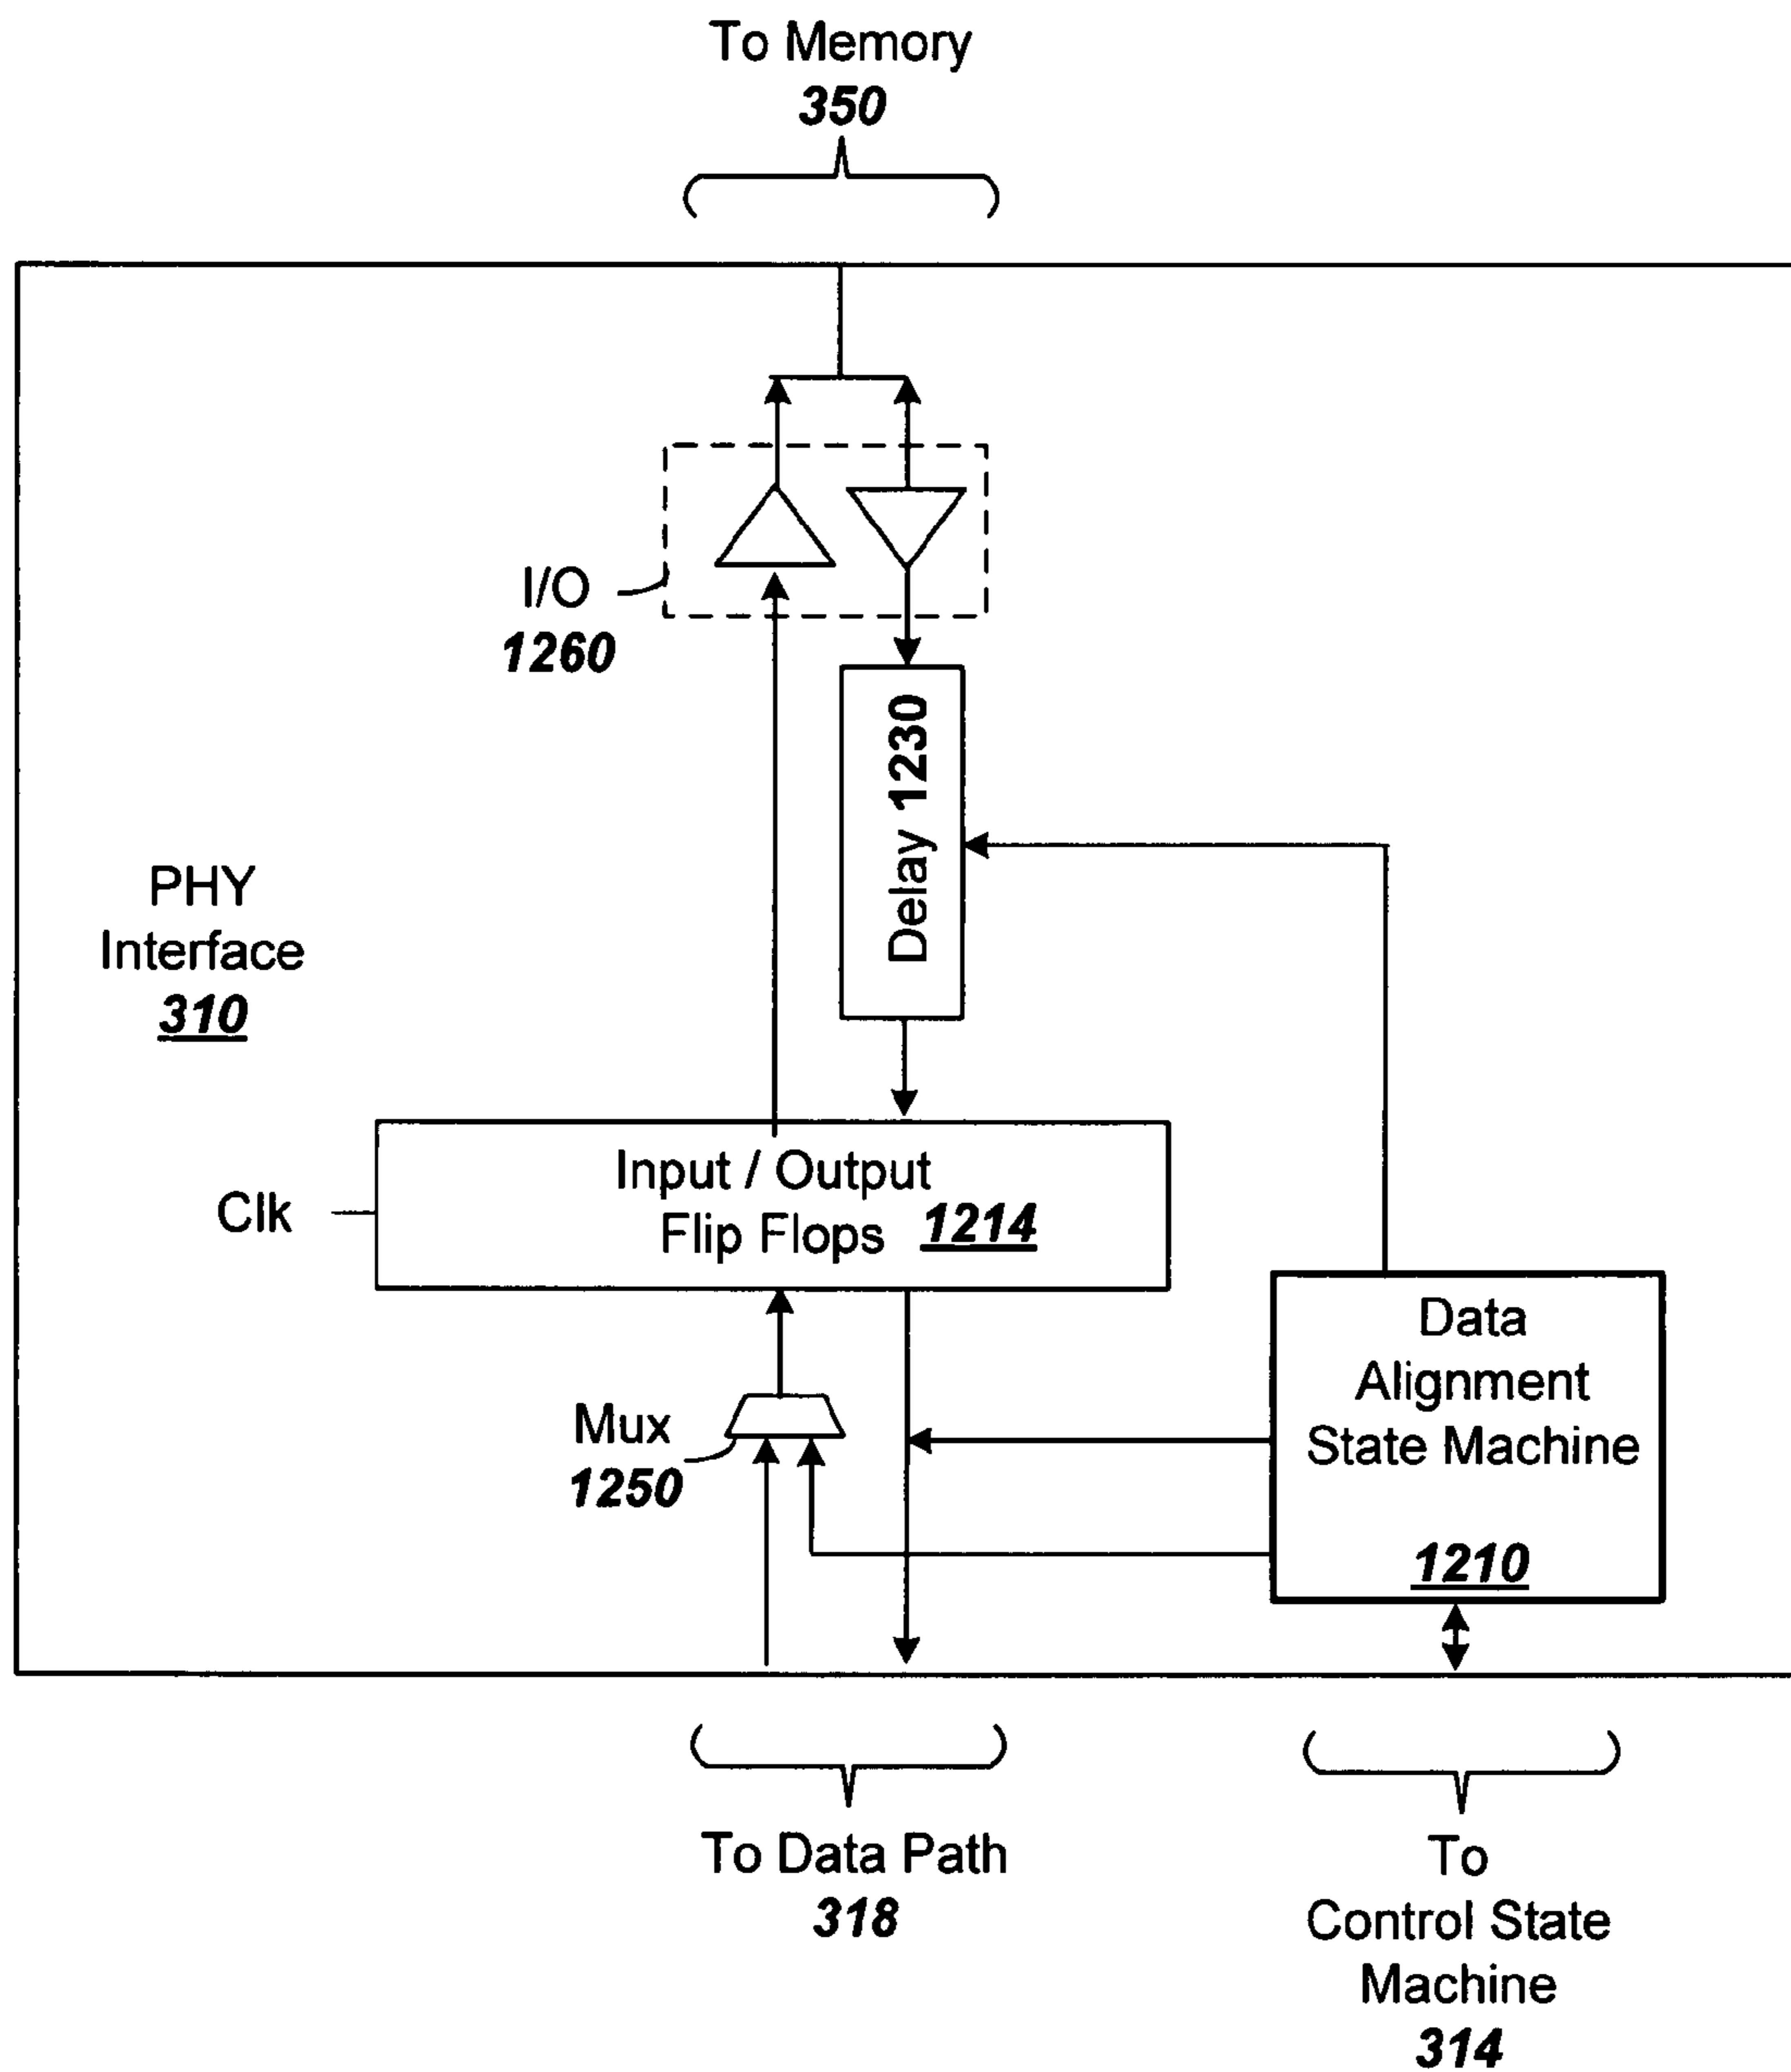 To Memory
350
I/O
1260
Delay 1230
PHY
Interface
310
Input / Output
Flip Flops 1214
Clk
Data
Alignment
State Machine
1210
Mux
1250
To Data Path
318
To
Control State
Machine
314